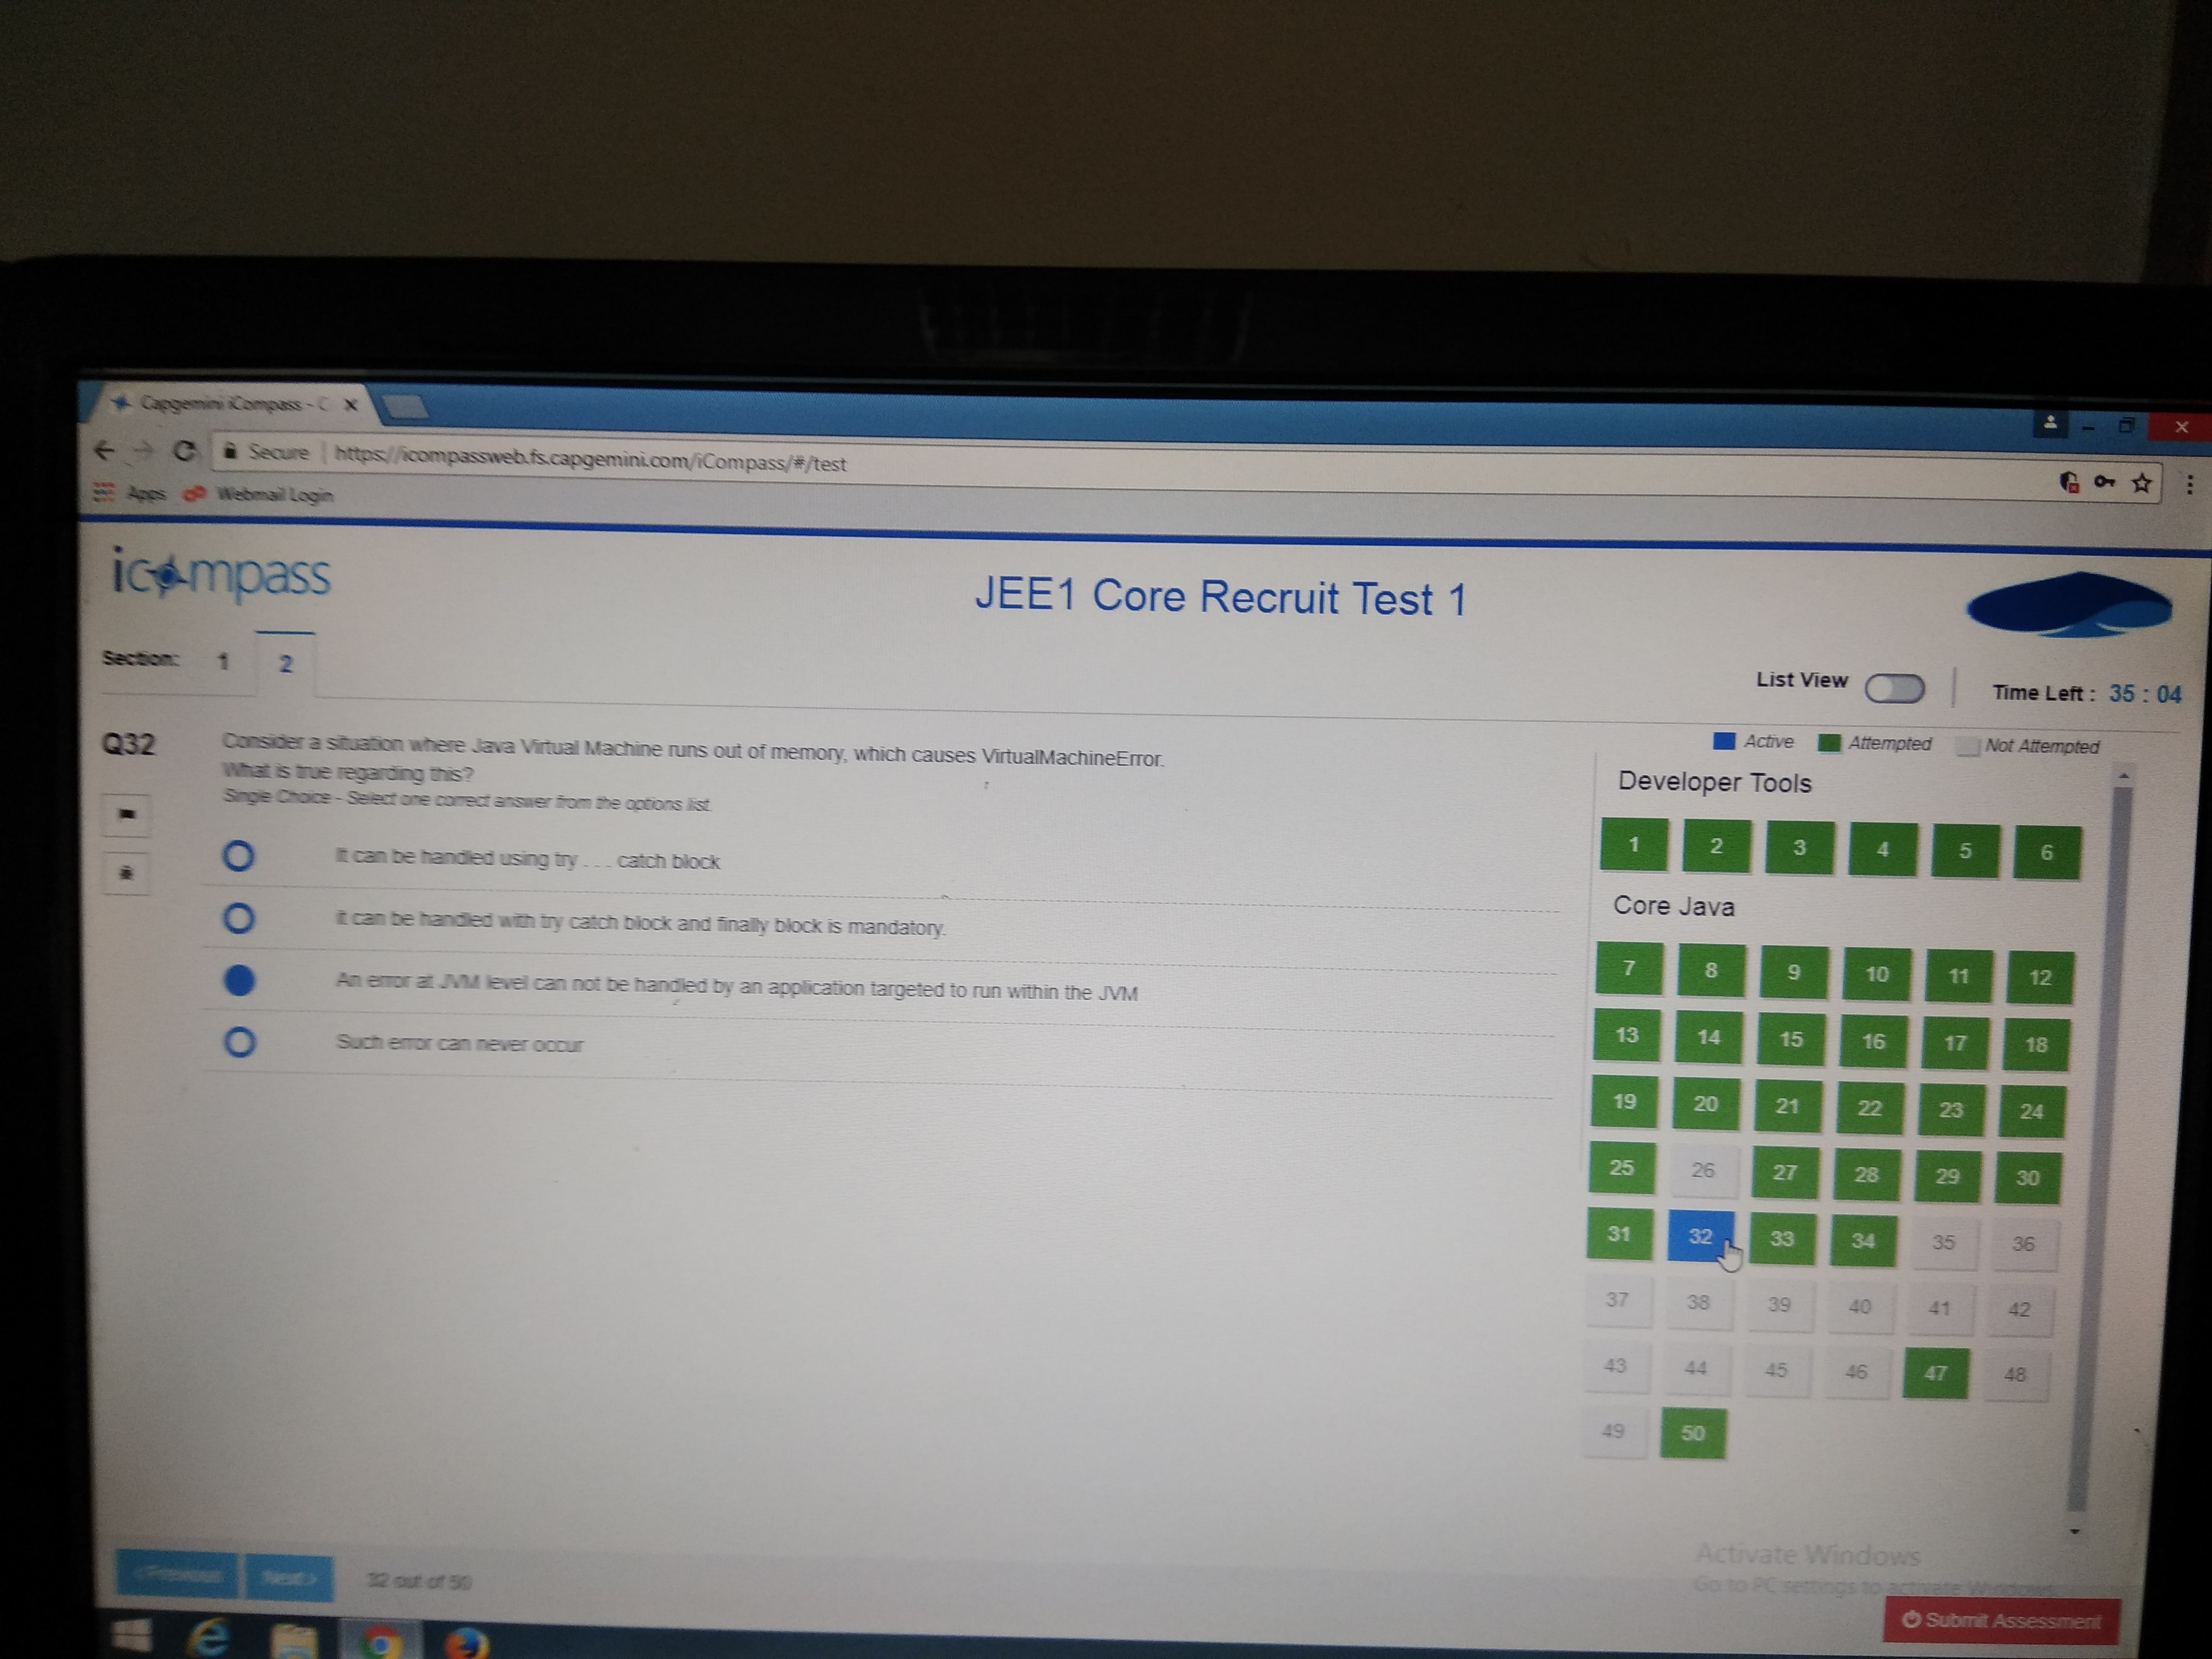 Capgemini iCompass - C
Secure | https://icompassweb.fs.capgemini.com/iCompass/#/test
Apps Webmail Login
icompass
JEE1 Core Recruit Test 1
Section: 1 2
List View
Time Left : 35 : 04
Active Attempted Not Attempted
Q32
Consider a situation where Java Virtual Machine runs out of memory, which causes VirtualMachineError.
What is true regarding this?
Single Choice - Select one correct answer from the options list.
It can be handled using try . . . catch block
it can be handled with try catch block and finally block is mandatory.
An error at JVM level can not be handled by an application targeted to run within the JVM
Such error can never occur
Developer Tools
1 2 3 4 5 6
Core Java
7 8 9 10 11 12
13 14 15 16 17 18
19 20 21 22 23 24
25 26 27 28 29 30
31 32 33 34 35 36
37 38 39 40 41 42
43 44 45 46 47 48
49 50
Activate Windows
Go to PC settings to activate Windows.
< Previous Next > 32 out of 50
Submit Assessment